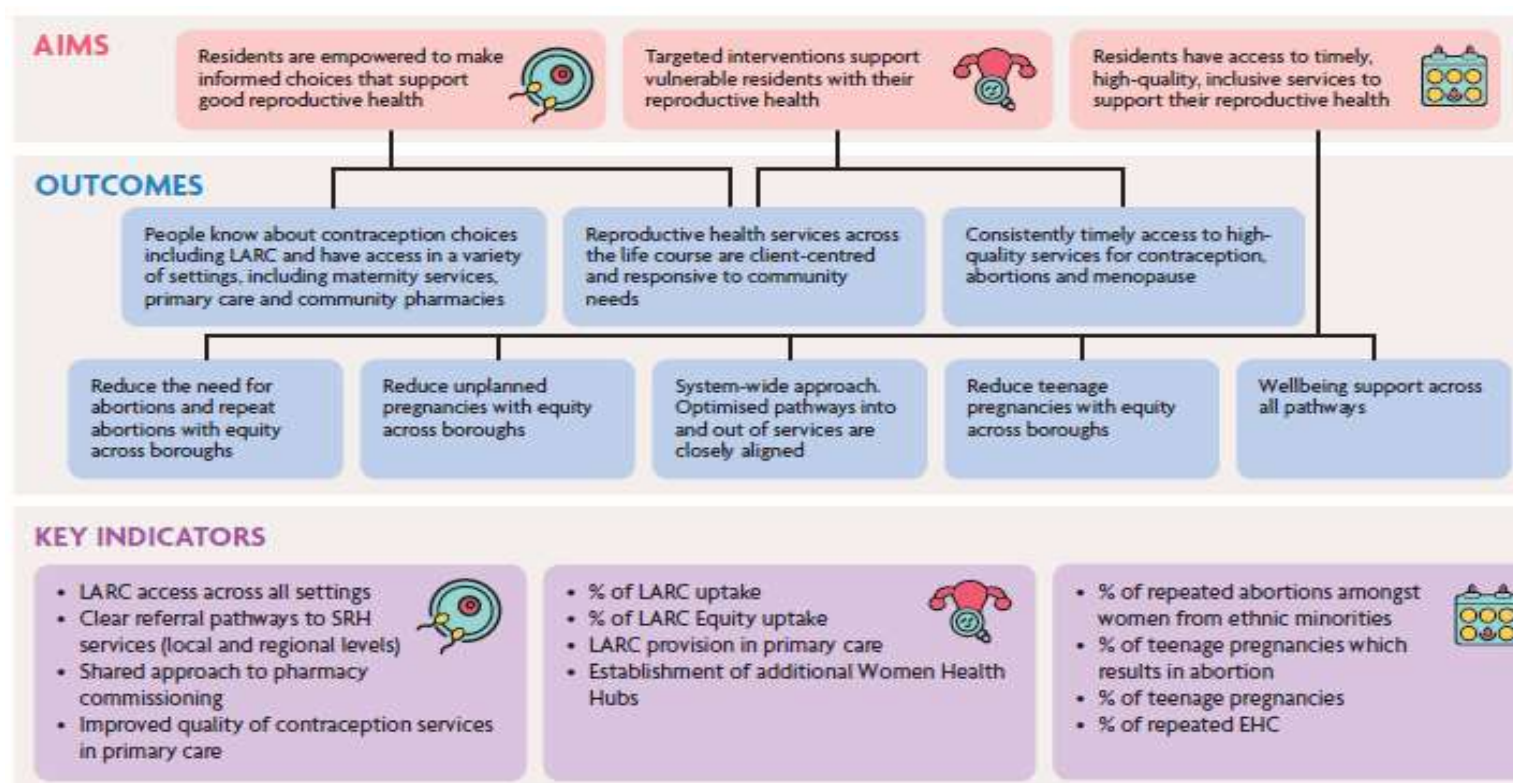 AIMS
Residents are empowered to make
informed choices that support
good reproductive health
Targeted interventions support
vulnerable residents with their
reproductive health
Residents have access to timely,
high-quality, inclusive services to
support their reproductive health
OUTCOMES
People know about contraception choices
including LARC and have access in a variety
of settings, including maternity services,
primary care and community pharmacies
Reproductive health services across
the life course are client-centred
and responsive to community
needs
Consistently timely access to high-
quality services for contraception,
abortions and menopause
Reduce the need for
abortions and repeat
abortions with equity
across boroughs
Reduce unplanned
pregnancies with equity
across boroughs
System-wide approach.
Optimised pathways into
and out of services are
closely aligned
Reduce teenage
pregnancies with equity
across boroughs
Wellbeing support across
all pathways
KEY INDICATORS
• LARC access across all settings
• Clear referral pathways to SRH
services (local and regional levels)
• Shared approach to pharmacy
commissioning
• Improved quality of contraception services
in primary care
• % of LARC uptake
• % of LARC Equity uptake
• LARC provision in primary care
• Establishment of additional Women Health
Hubs
• % of repeated abortions amongst
women from ethnic minorities
• % of teenage pregnancies which
results in abortion
• % of teenage pregnancies
• % of repeated EHC